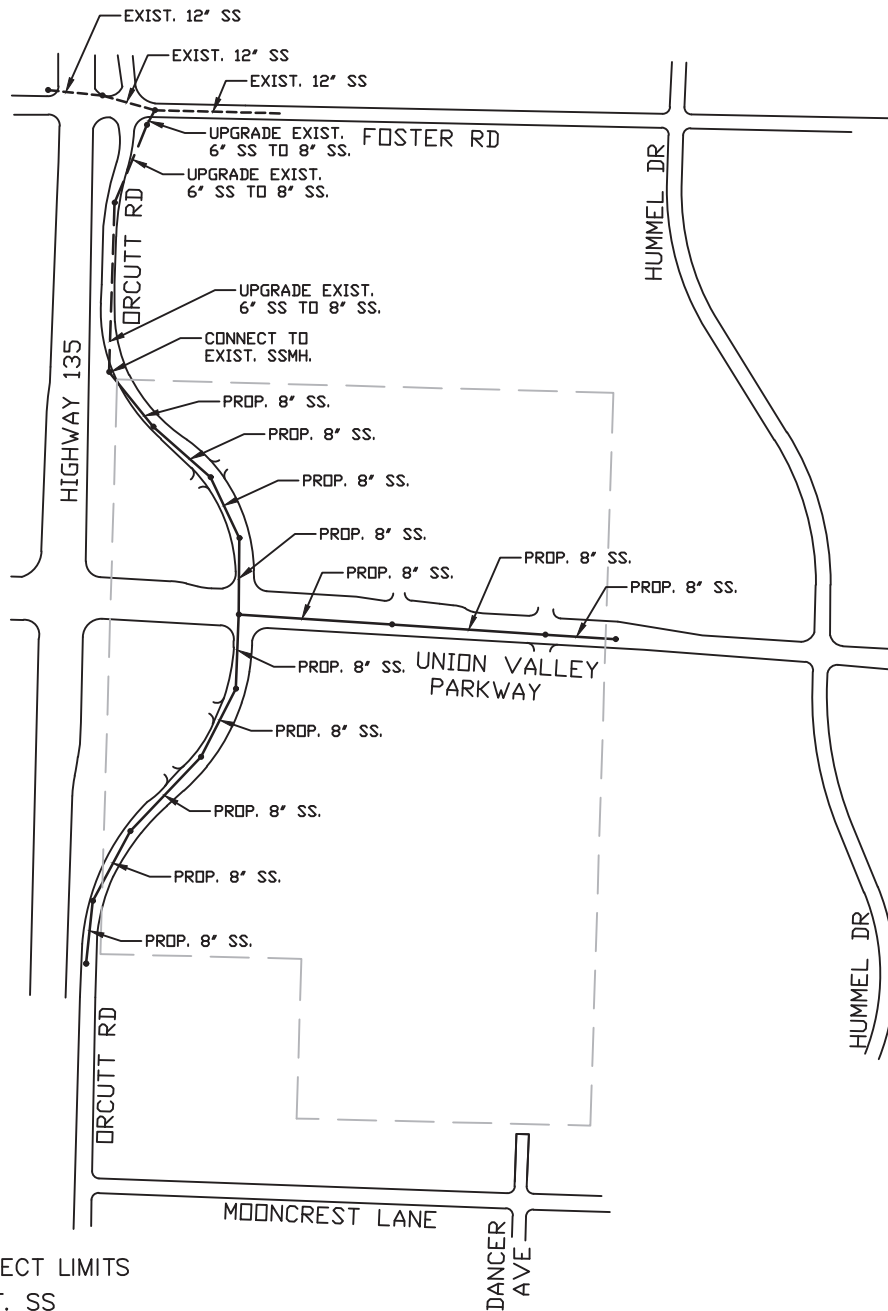 EXIST. 12" SS
EXIST. 12" SS
EXIST. 12" SS
UPGRADE EXIST.
6" SS TO 8" SS.
FOSTER RD
UPGRADE EXIST.
6" SS TO 8" SS.
HUMMEL DR
ORCUTT RD
UPGRADE EXIST.
6" SS TO 8" SS.
CONNECT TO
EXIST. SSMH.
HIGHWAY 135
PROP. 8" SS.
PROP. 8" SS.
PROP. 8" SS.
PROP. 8" SS.
PROP. 8" SS.
PROP. 8" SS.
PROP. 8" SS.
PROP. 8" SS.
UNION VALLEY
PARKWAY
PROP. 8" SS.
PROP. 8" SS.
PROP. 8" SS.
PROP. 8" SS.
HUMMEL DR
ORCUTT RD
MOONCREST LANE
DANCER
AVE
ECT LIMITS
T. SS